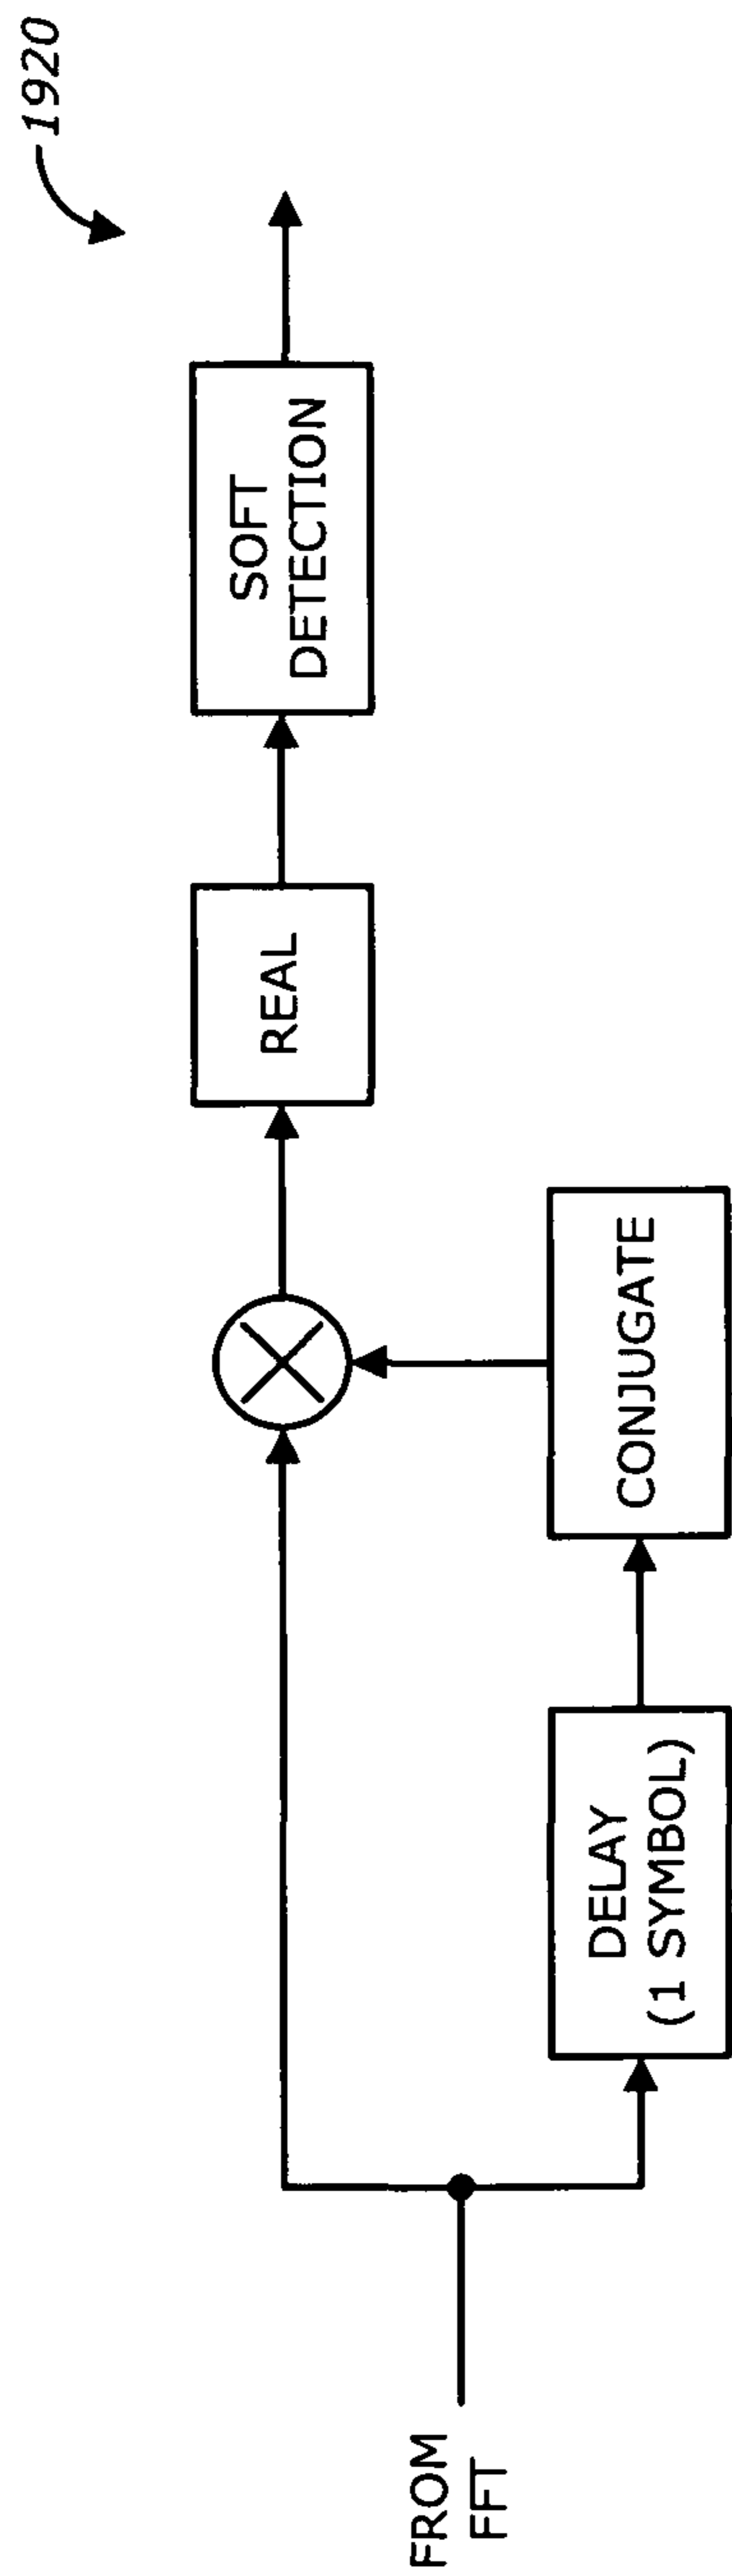 1920
FROM
FFT
DELAY
(1 SYMBOL)
CONJUGATE
REAL
SOFT
DETECTION